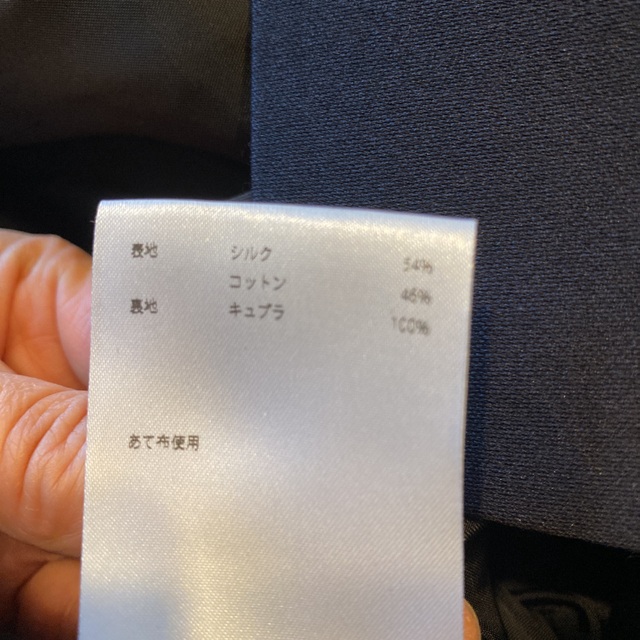 表地 シルク 54%
コットン 46%
裏地 キュプラ 100%
あて布使用